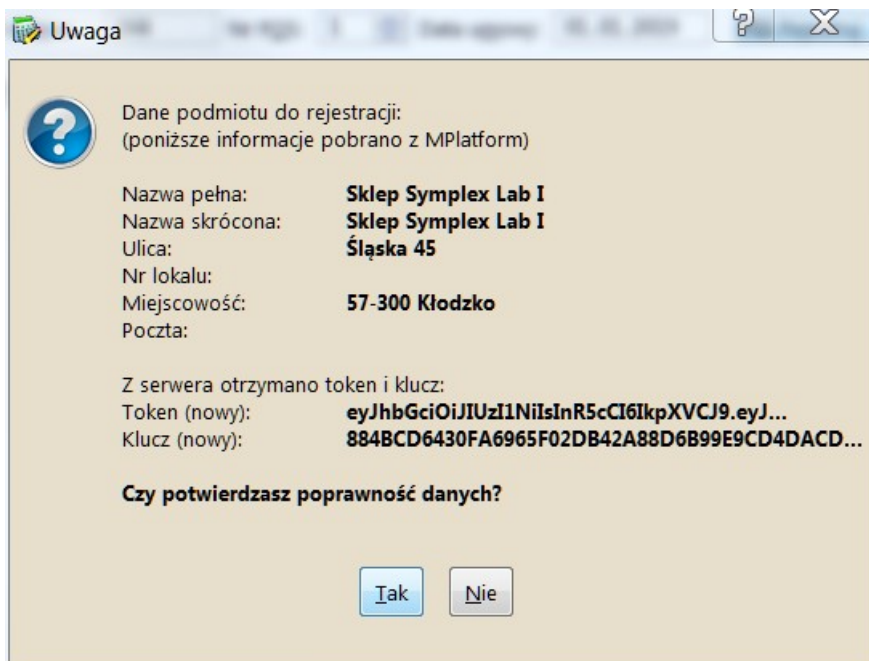 Uwaga
Dane podmiotu do rejestracji:
(poniższe informacje pobrano z MPlatform)
Nazwa pełna: Sklep Symplex Lab I
Nazwa skrócona: Sklep Symplex Lab I
Ulica: Śląska 45
Nr lokalu:
Miejscowość: 57-300 Kłodzko
Poczta:
Z serwera otrzymano token i klucz:
Token (nowy): eyJhbGciOiJIUzI1NiIsInR5cCI6IkpXVCJ9.eyJ...
Klucz (nowy): 884BCD6430FA6965F02DB42A88D6B99E9CD4DACD...
Czy potwierdzasz poprawność danych?
Tak Nie